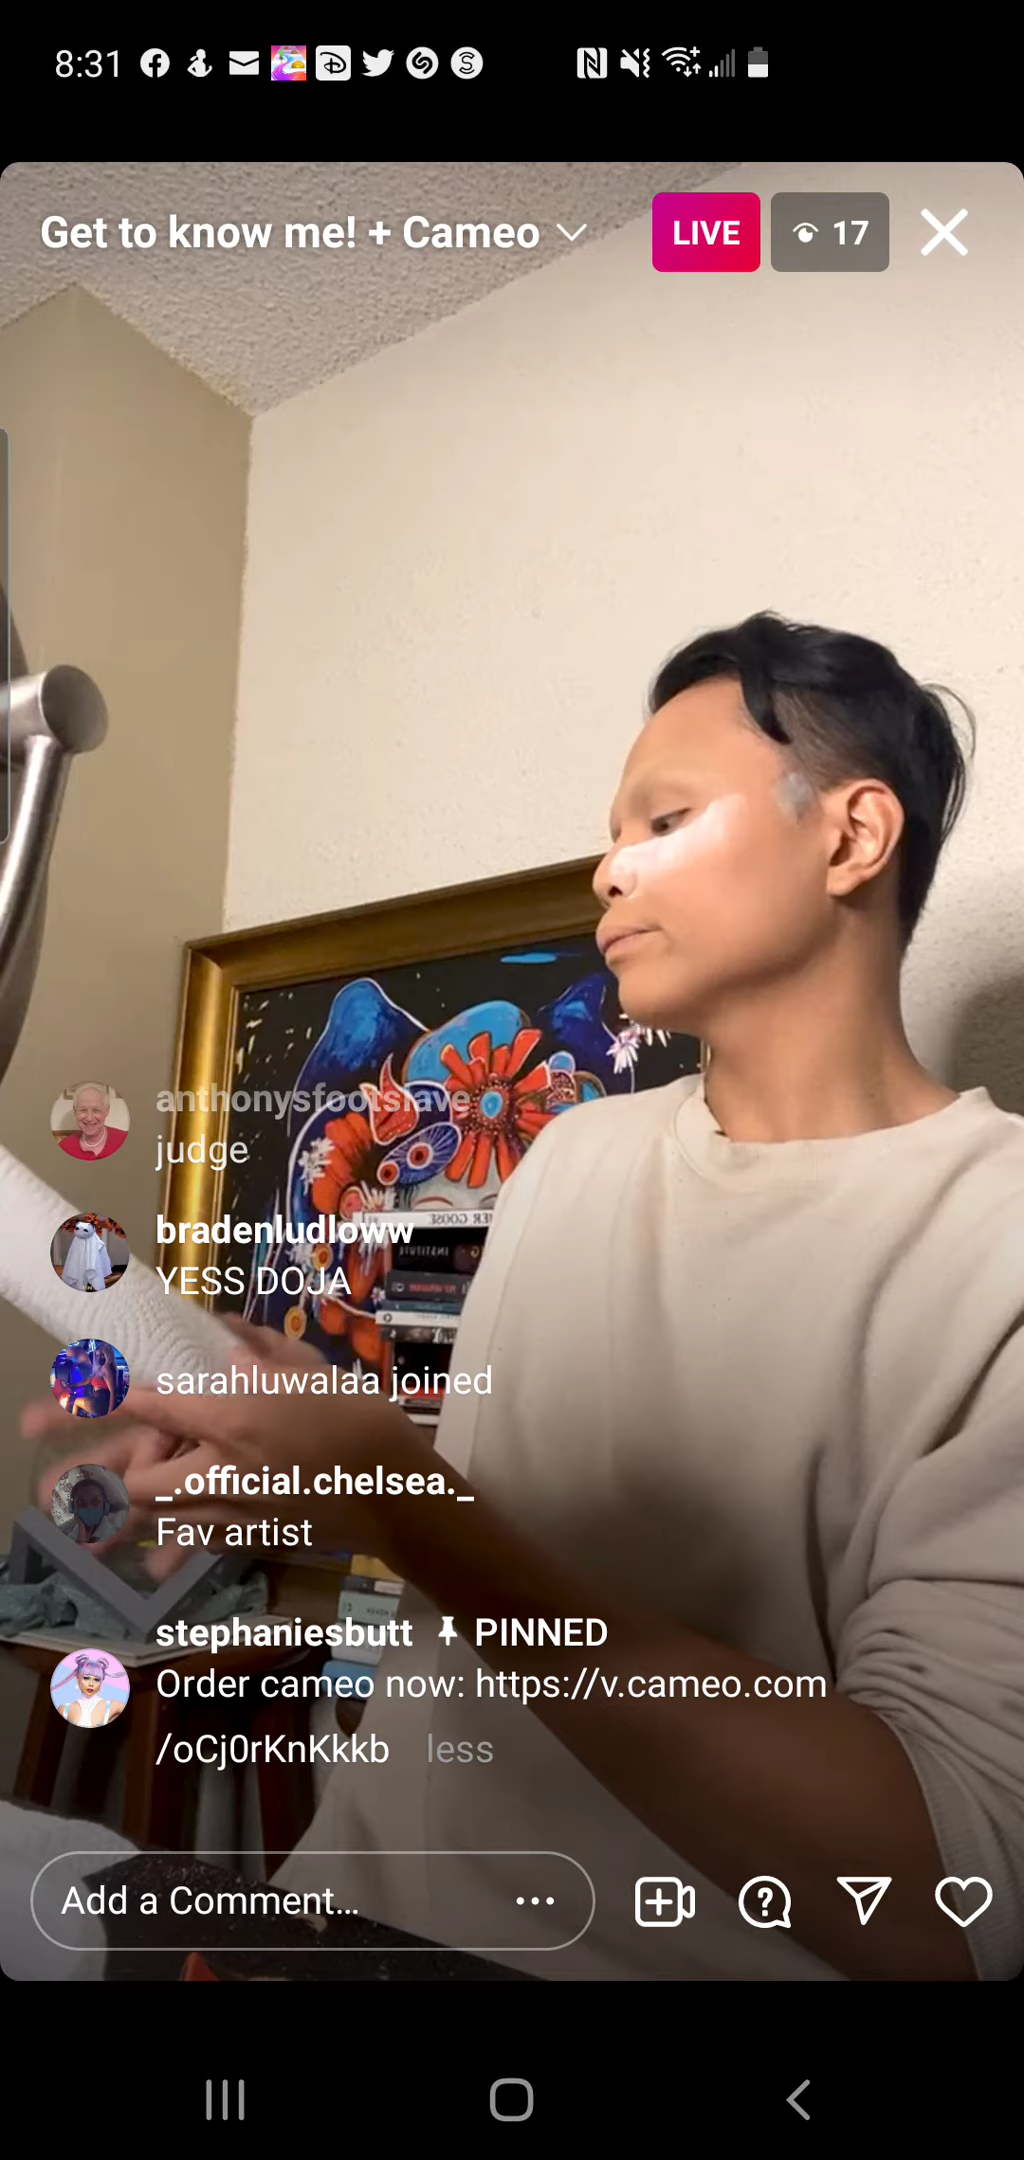 8:31
Get to know me! + Cameo
LIVE
17
anthonysfootslave
judge
bradenludloww
YESS DOJA
sarahluwalaa joined
_.official.chelsea._
Fav artist
stephaniesbutt PINNED
Order cameo now: https://v.cameo.com
/oCj0rKnKkkb less
Add a Comment...